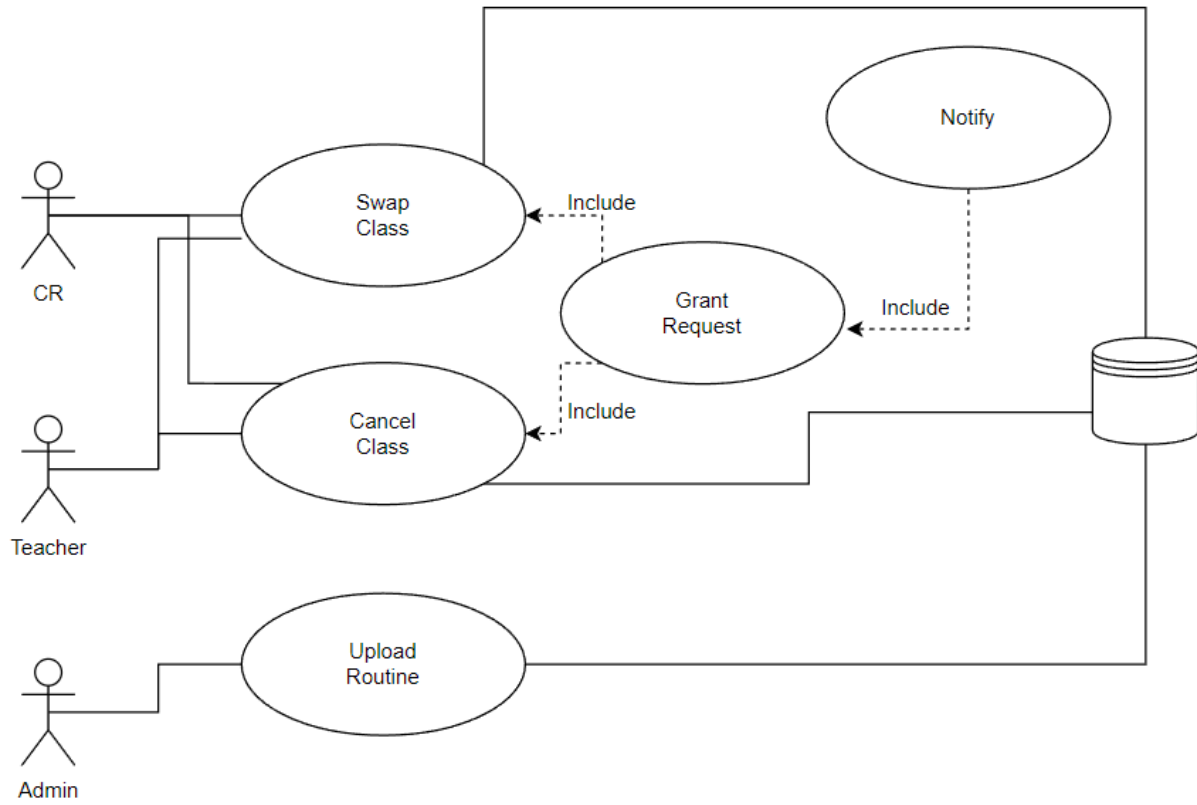 Notify
Swap
Class
Include
CR
Grant
Request
Include
Cancel
Class
Include
Teacher
Upload
Routine
Admin